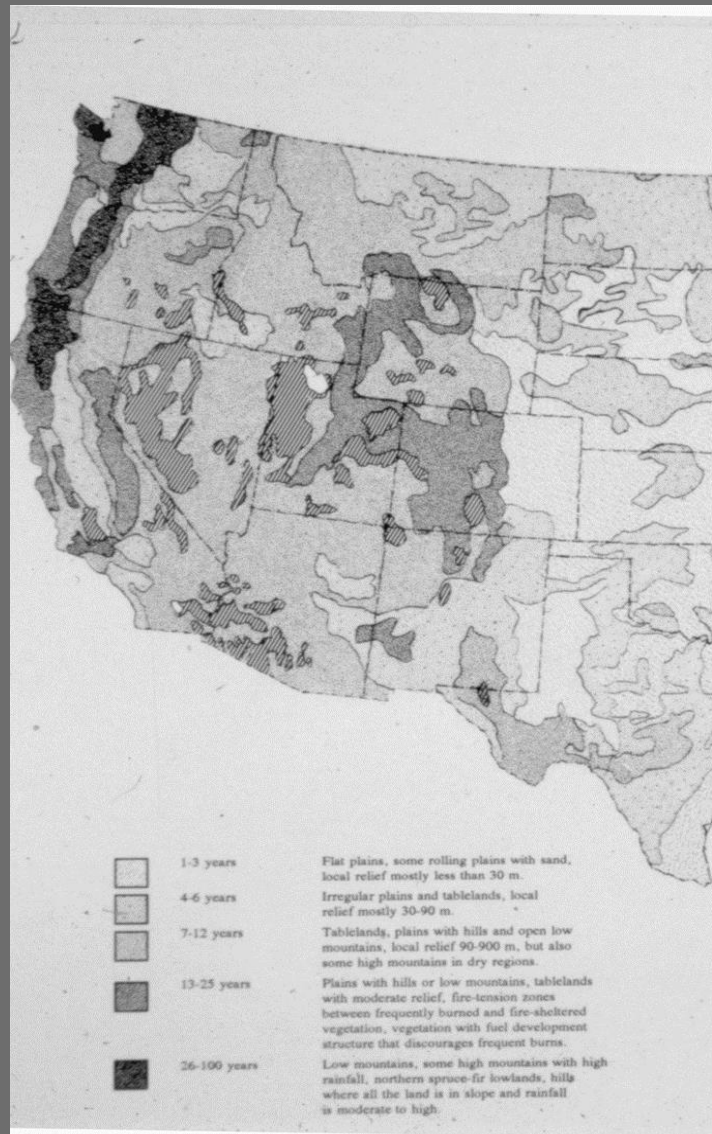 1-3 years
Flat plains, some rolling plains with sand,
local relief mostly less than 30 m.
4-6 years
Irregular plains and tablelands, local
relief mostly 30-90 m.
7-12 years
Tablelands, plains with hills and open low
mountains, local relief 90-900 m, but also
some high mountains in dry regions.
13-25 years
Plains with hills or low mountains, tablelands
with moderate relief, fire-tension zones
between frequently burned and fire-sheltered
vegetation, vegetation with fuel development
structure that discourages frequent burns.
26-100 years
Low mountains, some high mountains with high
rainfall, northern spruce-fir lowlands, hills
where all the land is in slope and rainfall
is moderate to high.